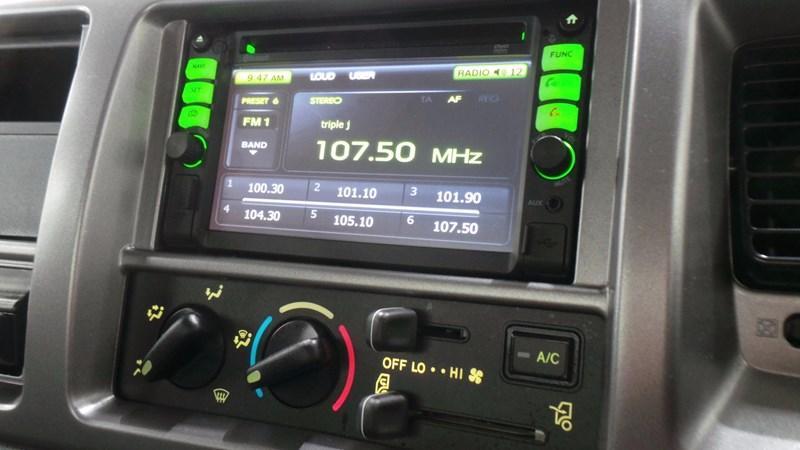 FUNC
9:47 AM LOUD USER RADIO 12
PRESET 6 STEREO TA AF REG
FM 1
triple j
BAND
107.50 MHz
1 100.30 2 101.10 3 101.90
4 104.30 5 105.10 6 107.50
AUX
OFF LO • • HI
A/C